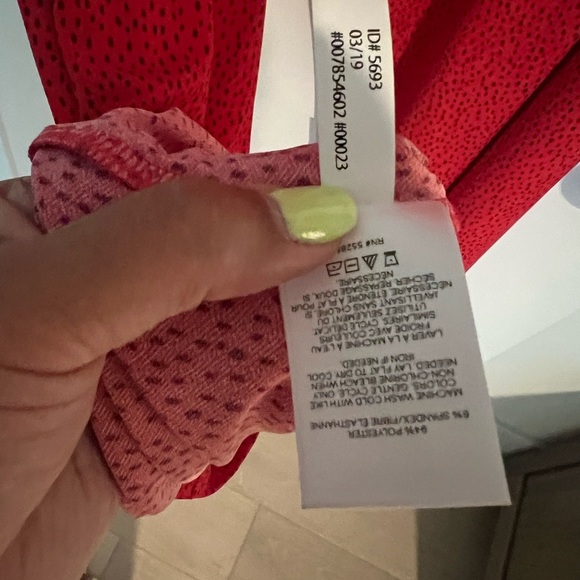 ID# 5693
03/19
#007854602 #00023
94% POLYESTER
6% SPANDEX/FIBRE ÉLASTHANNE
MACHINE WASH COLD WITH LIKE
COLORS, GENTLE CYCLE. ONLY
NON-CHLORINE BLEACH WHEN
NEEDED. LAY FLAT TO DRY. COOL
IRON IF NEEDED.
LAVER À LA MACHINE À L'EAU
FROIDE AVEC COULEURS
SIMILAIRES, CYCLE DÉLICAT.
UTILISEZ SEULEMENT DU
JAVELLISANT SANS CHLORE, SI
NÉCESSAIRE. ÉTENDRE À PLAT POUR
SÉCHER. REPASSAGE DOUX, SI
NÉCESSAIRE.
RN#